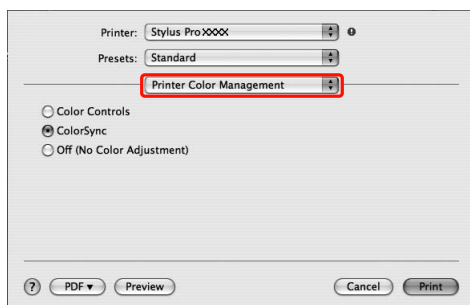 Printer: Stylus Pro XXXX
Presets: Standard
Printer Color Management
Color Controls
ColorSync
Off (No Color Adjustment)
? PDF ▼ Preview Cancel Print